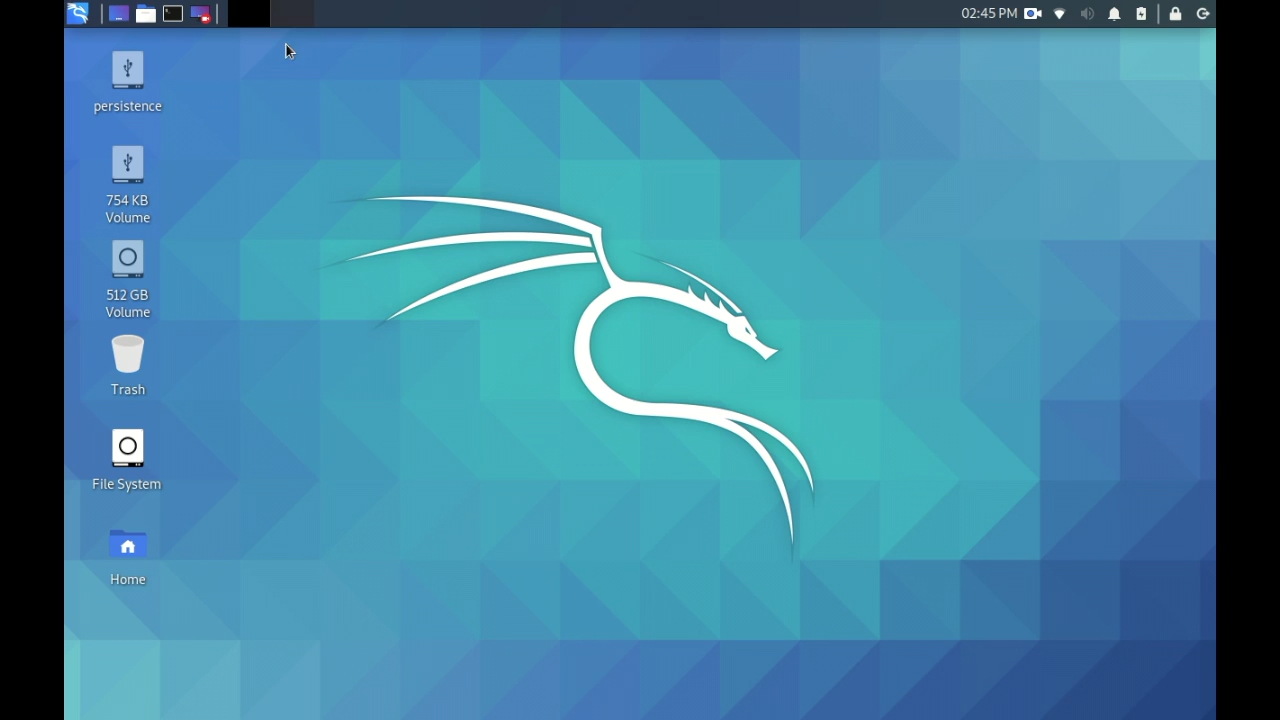 02:45 PM
persistence
754 KB
Volume
512 GB
Volume
Trash
File System
Home